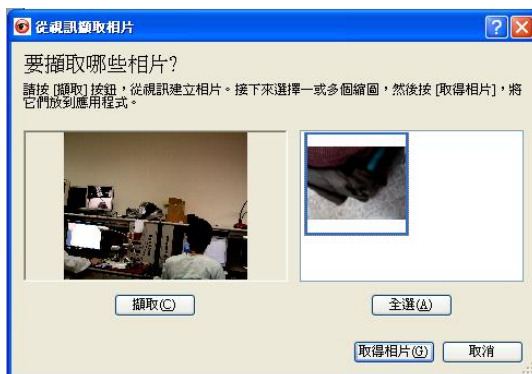 從視訊擷取相片
要擷取哪些相片?
請按 [擷取] 按鈕，從視訊建立相片。接下來選擇一或多個縮圖，然後按 [取得相片]，將
它們放到應用程式。
擷取(C)
全選(A)
取得相片(G)
取消